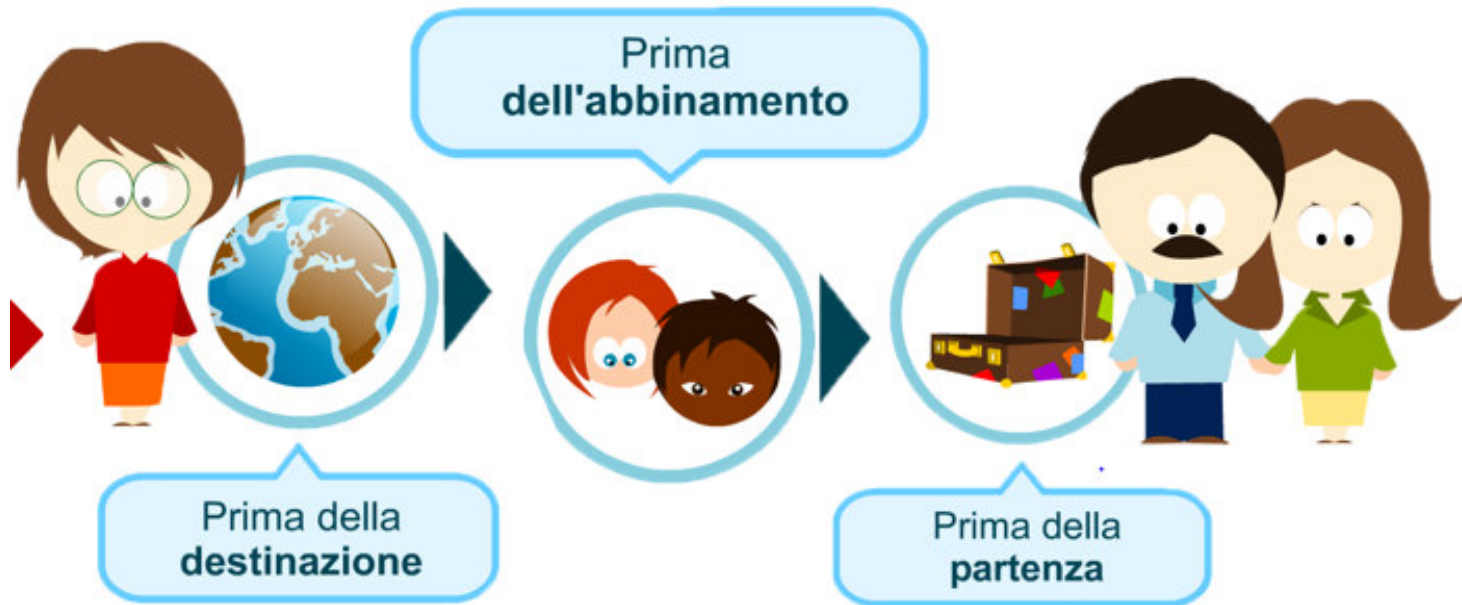 Prima
dell'abbinamento
Prima della
destinazione
Prima della
partenza